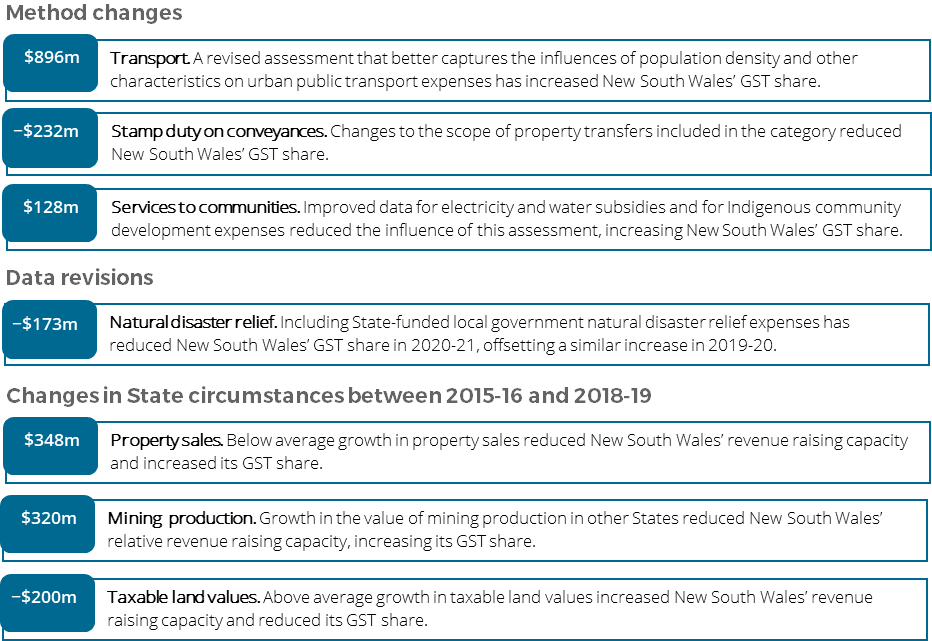 Method changes
$896m
Transport. A revised assessment that better captures the influences of population density and other
characteristics on urban public transport expenses has increased New South Wales’ GST share.
−$232m
Stamp duty on conveyances. Changes to the scope of property transfers included in the category reduced
New South Wales’ GST share.
$128m
Services to communities. Improved data for electricity and water subsidies and for Indigenous community
development expenses reduced the influence of this assessment, increasing New South Wales’ GST share.
Data revisions
−$173m
Natural disaster relief. Including State-funded local government natural disaster relief expenses has
reduced New South Wales’ GST share in 2020-21, offsetting a similar increase in 2019-20.
Changes in State circumstances between 2015-16 and 2018-19
$348m
Property sales. Below average growth in property sales reduced New South Wales’ revenue raising capacity
and increased its GST share.
$320m
Mining production. Growth in the value of mining production in other States reduced New South Wales’
relative revenue raising capacity, increasing its GST share.
−$200m
Taxable land values. Above average growth in taxable land values increased New South Wales’ revenue
raising capacity and reduced its GST share.